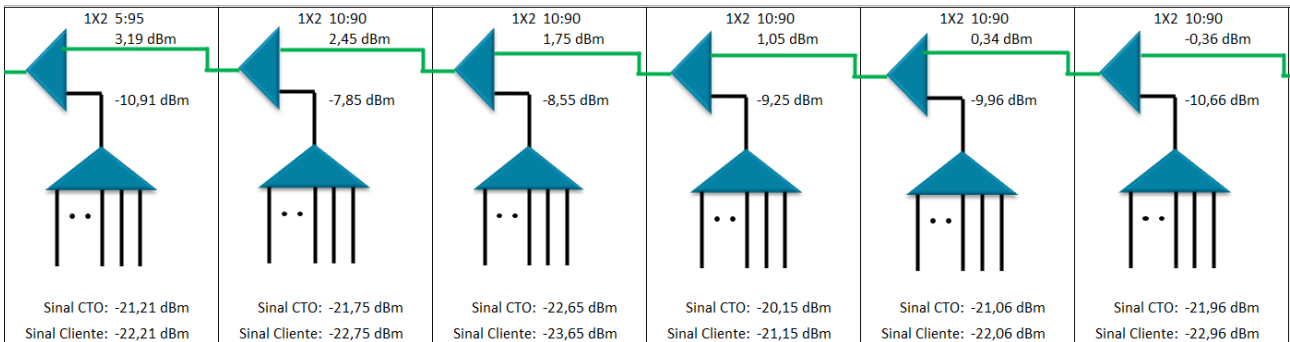 1X2 5:95
3,19 dBm
-10,91 dBm
Sinal CTO: -21,21 dBm
Sinal Cliente: -22,21 dBm
1X2 10:90
2,45 dBm
-7,85 dBm
Sinal CTO: -21,75 dBm
Sinal Cliente: -22,75 dBm
1X2 10:90
1,75 dBm
-8,55 dBm
Sinal CTO: -22,65 dBm
Sinal Cliente: -23,65 dBm
1X2 10:90
1,05 dBm
-9,25 dBm
Sinal CTO: -20,15 dBm
Sinal Cliente: -21,15 dBm
1X2 10:90
0,34 dBm
-9,96 dBm
Sinal CTO: -21,06 dBm
Sinal Cliente: -22,06 dBm
1X2 10:90
-0,36 dBm
-10,66 dBm
Sinal CTO: -21,96 dBm
Sinal Cliente: -22,96 dBm